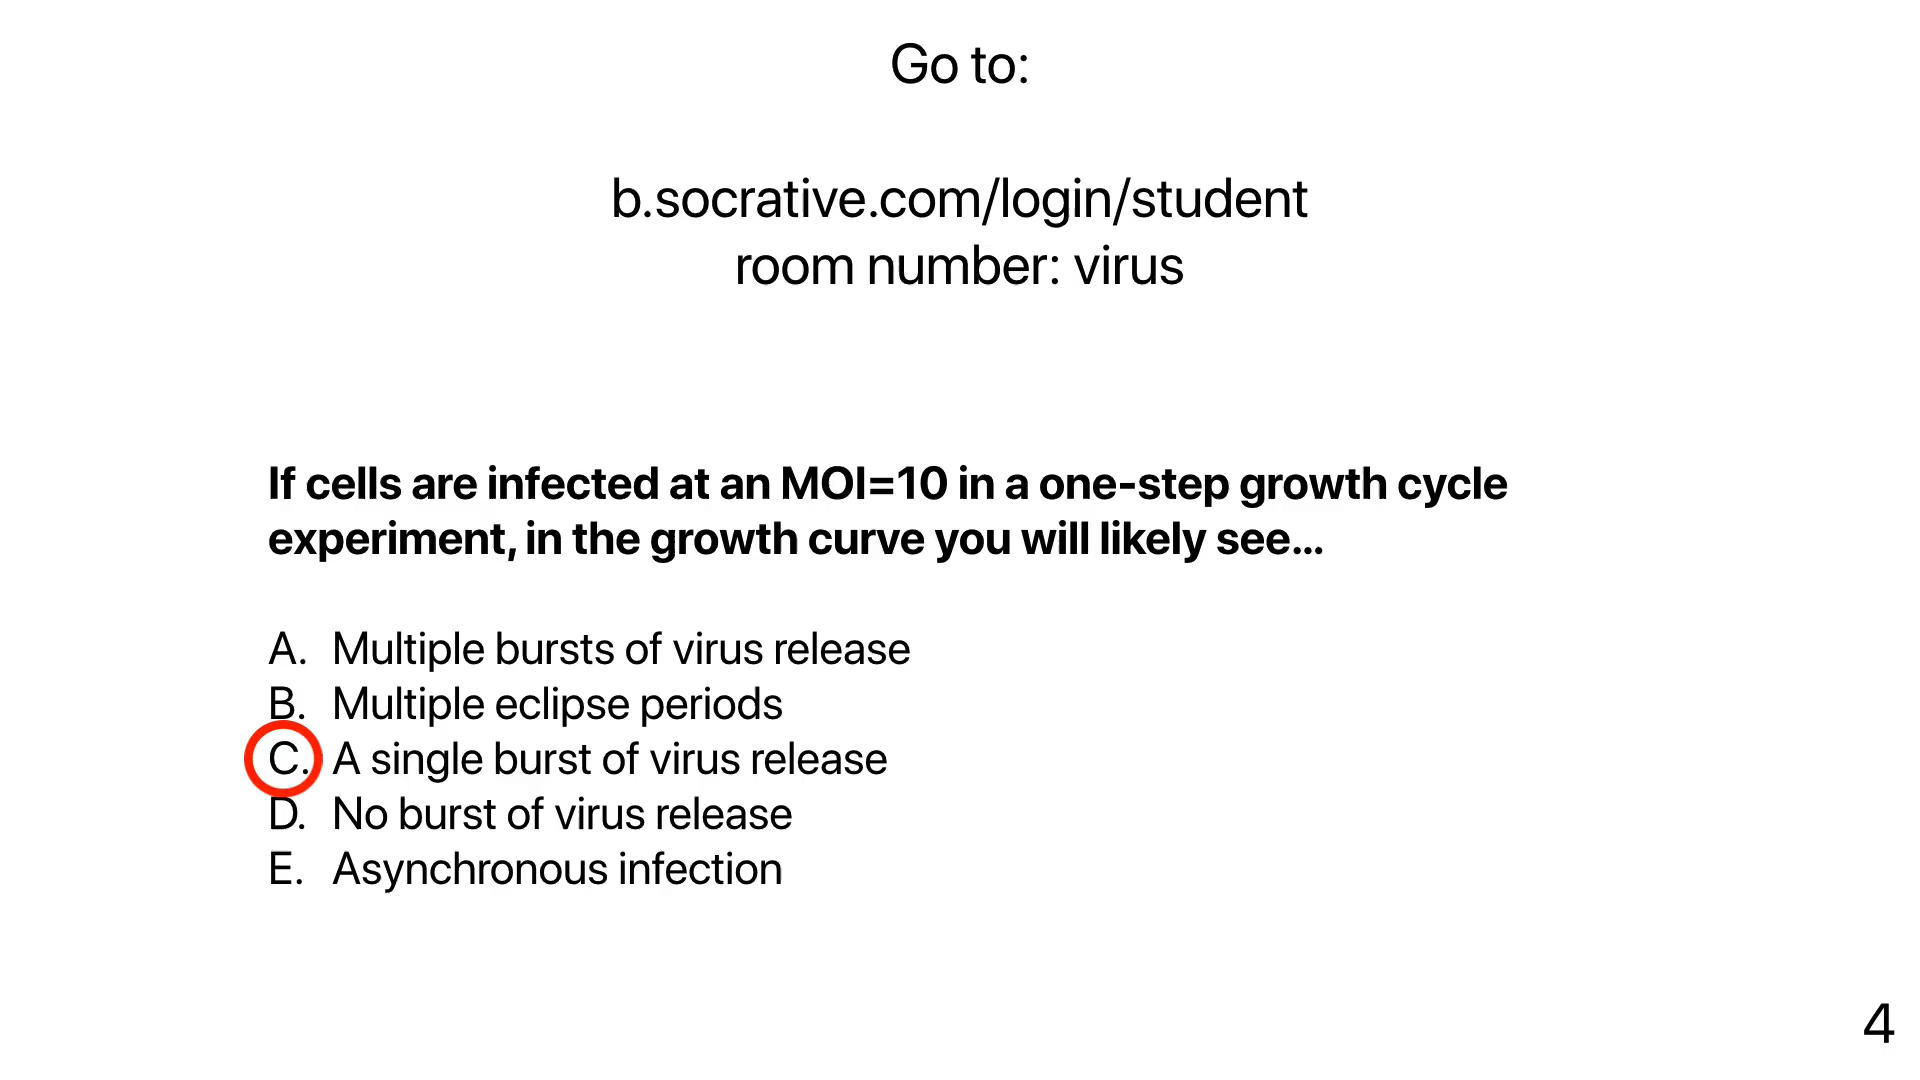 Go to:
b.socrative.com/login/student
room number: virus
If cells are infected at an MOI=10 in a one-step growth cycle
experiment, in the growth curve you will likely see…
A. Multiple bursts of virus release
B. Multiple eclipse periods
C. A single burst of virus release
D. No burst of virus release
E. Asynchronous infection
4